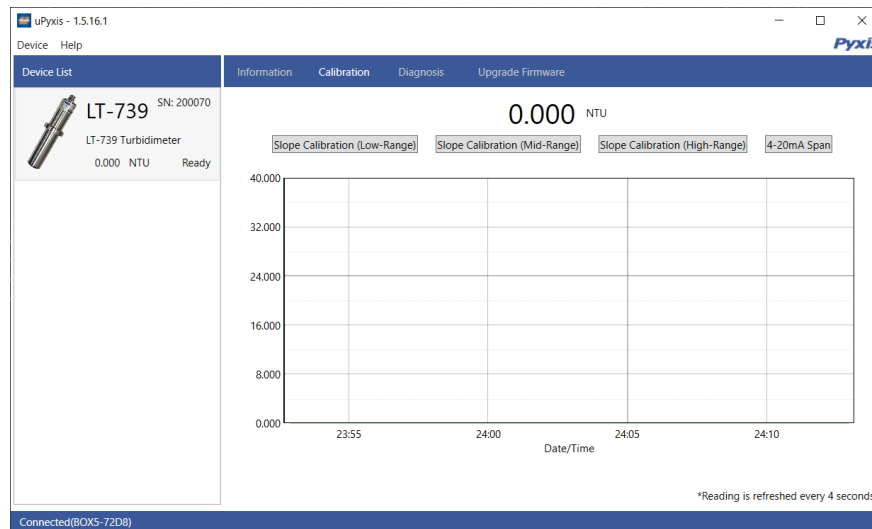 uPyxis - 1.5.16.1
Device Help
Pyxis
Device List
Information Calibration Diagnosis Upgrade Firmware
LT-739 SN: 200070
LT-739 Turbidimeter
0.000 NTU Ready
0.000 NTU
Slope Calibration (Low-Range) Slope Calibration (Mid-Range) Slope Calibration (High-Range) 4-20mA Span
40.000
32.000
24.000
16.000
8.000
0.000
23:55 24:00 24:05 24:10
Date/Time
*Reading is refreshed every 4 seconds
Connected(BOX5-72D8)